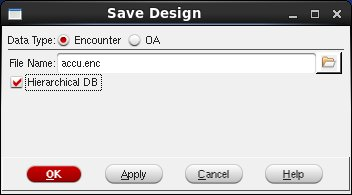 Save Design
Data Type: Encounter OA
File Name: accu.enc
Hierarchical DB
OK Apply Cancel Help